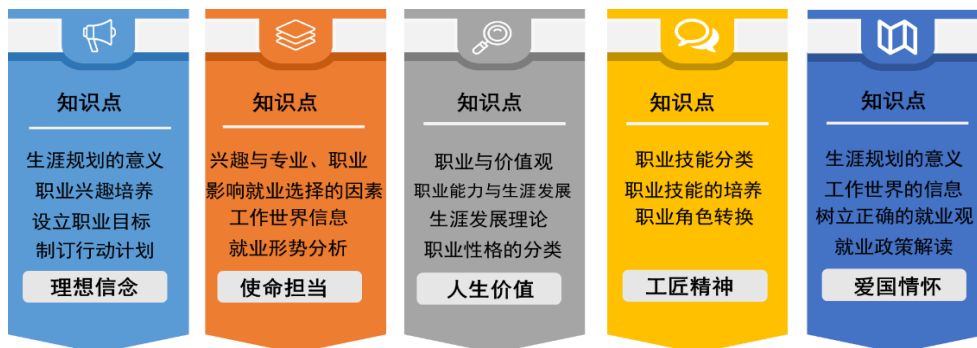 知识点
生涯规划的意义
职业兴趣培养
设立职业目标
制订行动计划
理想信念
知识点
兴趣与专业、职业
影响就业选择的因素
工作世界信息
就业形势分析
使命担当
知识点
职业与价值观
职业能力与生涯发展
生涯发展理论
职业性格的分类
人生价值
知识点
职业技能分类
职业技能的培养
职业角色转换
工匠精神
知识点
生涯规划的意义
工作世界的信息
树立正确的就业观
就业政策解读
爱国情怀